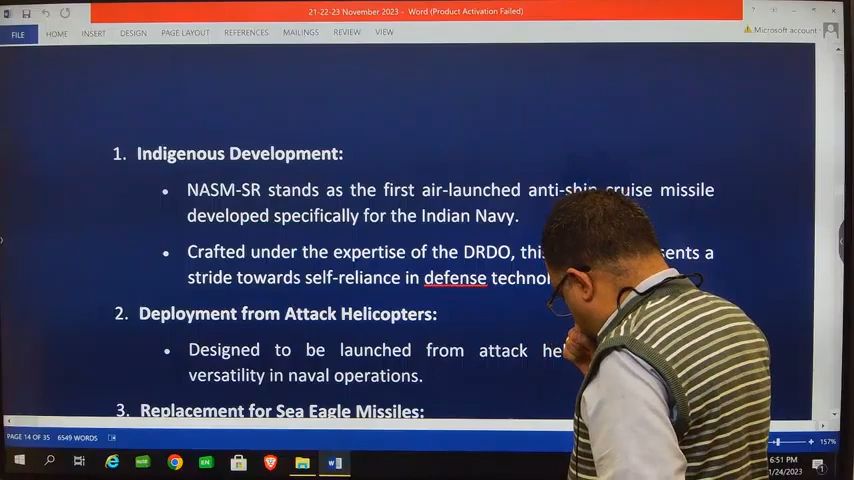 21-22-23 November 2023 - Word (Product Activation Failed)
FILE HOME INSERT DESIGN PAGE LAYOUT REFERENCES MAILINGS REVIEW VIEW Microsoft account
1. Indigenous Development:
• NASM-SR stands as the first air-launched anti-ship cruise missile
developed specifically for the Indian Navy.
• Crafted under the expertise of the DRDO, a
stride towards self-reliance in defense
2. Deployment from Attack Helicopters:
• Designed to be launched from attack
versatility in naval operations.
3. Replacement for Sea Eagle Missiles:
PAGE 14 OF 35 6549 WORDS 157%
6:51 PM
1/24/2023